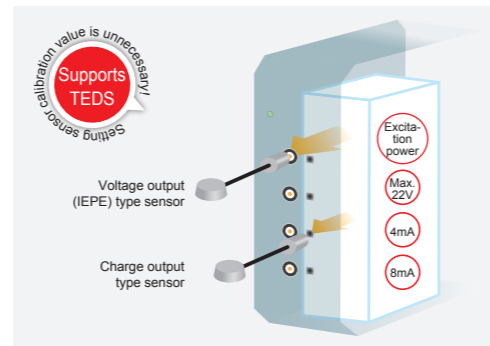 Setting sensor calibration value is unnecessary!
Supports
TEDS
Excita-
tion
power
Max.
22V
4mA
8mA
Voltage output
(IEPE) type sensor
Charge output
type sensor